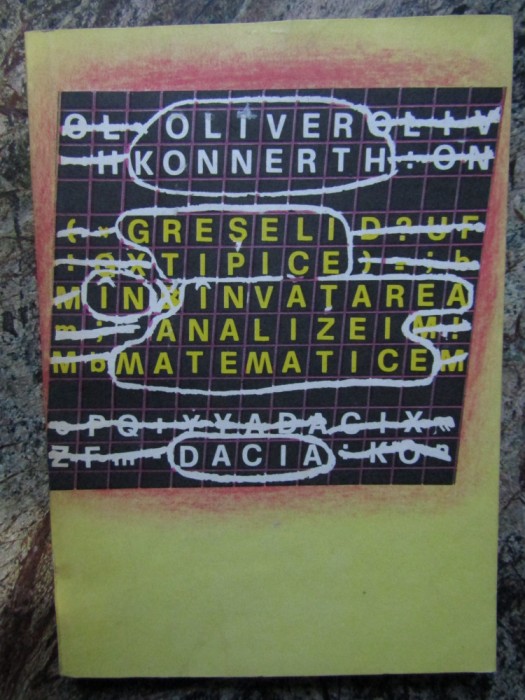 OLIVER
KONNERTH
GREȘELI
TIPICE
ÎN ÎNVĂȚAREA
ANALIZEI
MATEMATICE
DACIA